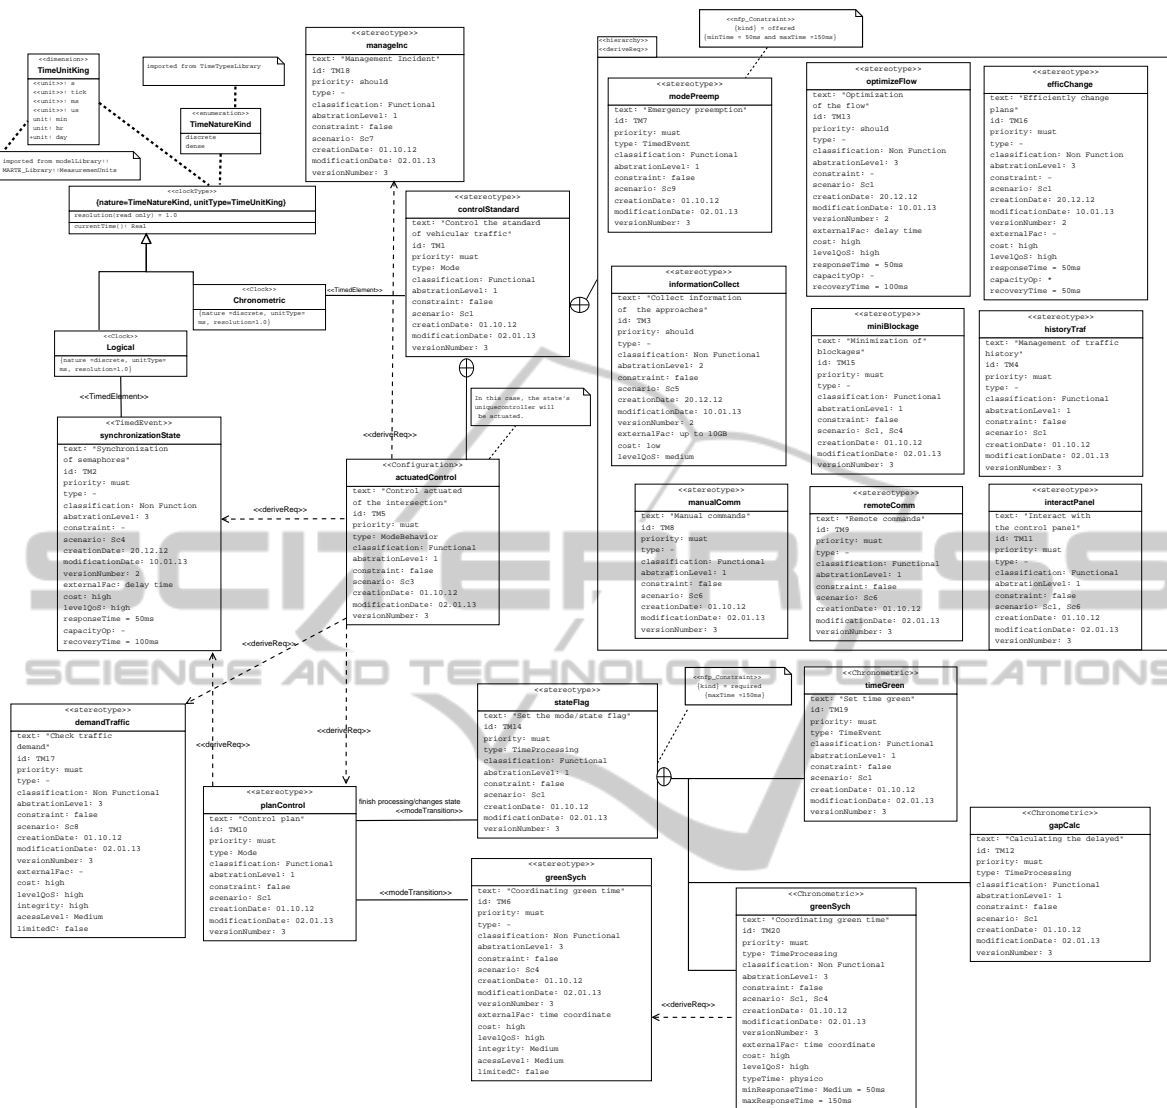 <<dimension>>
TimeUnitKing
<<unit>>: s
<<unit>>: tick
<<unit>>: ms
<<unit>>: us
unit: min
unit: hr
+unit: day
imported from TimeTypesLibrary
<<enumeration>>
TimeNatureKind
discrete
dense
imported from modelLibrary::
MARTE_Library::MeasurementUnits
<<clockType>>
{nature=TimeNatureKind, unitType=TimeUnitKing}
resolution(read only) = 1.0
currentTime(): Real
<<Clock>>
Chronometric
{nature =discrete, unitType=
ms, resolution=1.0}
<<TimedElement>>
<<Clock>>
Logical
{nature =discrete, unitType=
ms, resolution=1.0}
<<TimedElement>>
<<stereotype>>
manageInc
text: "Management Incident"
id: TM18
priority: should
type: -
classification: Functional
abstrationLevel: 1
constraint: false
scenario: Sc7
creationDate: 01.10.12
modificationDate: 02.01.13
versionNumber: 3
<<stereotype>>
controlStandard
text: "Control the standard
of vehicular traffic"
id: TM1
priority: must
type: Mode
classification: Functional
abstrationLevel: 1
constraint: false
scenario: Sc1
creationDate: 01.10.12
modificationDate: 02.01.13
versionNumber: 3
In this case, the state's
uniquecontroller will
be actuated.
<<deriveReq>>
<<nfp_Constraint>>
{kind} = offered
{minTime = 50ms and maxTime =150ms}
<<hierarchy>>
<<deriveReq>>
<<stereotype>>
modePreemp
text: "Emergency preemption"
id: TM7
priority: must
type: TimedEvent
classification: Functional
abstrationLevel: 1
constraint: false
scenario: Sc9
creationDate: 01.10.12
modificationDate: 02.01.13
versionNumber: 3
<<stereotype>>
optimizeFlow
text: "Optimization
of the flow"
id: TM13
priority: should
type: -
classification: Non Function
abstrationLevel: 3
constraint: -
scenario: Sc1
creationDate: 20.12.12
modificationDate: 10.01.13
versionNumber: 2
externalFac: delay time
cost: high
levelQoS: high
responseTime = 50ms
capacityOp: -
recoveryTime = 100ms
<<stereotype>>
efficChange
text: "Efficiently change
plans"
id: TM16
priority: must
type: -
classification: Non Function
abstrationLevel: 3
constraint: -
scenario: Sc1
creationDate: 20.12.12
modificationDate: 10.01.13
versionNumber: 2
externalFac: -
cost: high
levelQoS: high
responseTime = 50ms
capacityOp: *
recoveryTime = 50ms
<<stereotype>>
informationCollect
text: "Collect information
of  the approaches"
id: TM3
priority: should
type: -
classification: Non Functional
abstrationLevel: 2
constraint: false
scenario: Sc5
creationDate: 20.12.12
modificationDate: 10.01.13
versionNumber: 2
externalFac: up to 10GB
cost: low
levelQoS: medium
<<stereotype>>
miniBlockage
text: "Minimization of"
blockages"
id: TM15
priority: must
type: -
classification: Functional
abstrationLevel: 1
constraint: false
scenario: Sc1, Sc4
creationDate: 01.10.12
modificationDate: 02.01.13
versionNumber: 3
<<stereotype>>
historyTraf
text: "Management of traffic
history"
id: TM4
priority: must
type: -
classification: Functional
abstrationLevel: 1
constraint: false
scenario: Sc1
creationDate: 01.10.12
modificationDate: 02.01.13
versionNumber: 3
<<stereotype>>
manualComm
text: "Manual commands"
id: TM8
priority: must
type: -
classification: Functional
abstrationLevel: 1
constraint: false
scenario: Sc6
creationDate: 01.10.12
modificationDate: 02.01.13
versionNumber: 3
<<stereotype>>
remoteComm
text: "Remote commands"
id: TM9
priority: must
type: -
classification: Functional
abstrationLevel: 1
constraint: false
scenario: Sc6
creationDate: 01.10.12
modificationDate: 02.01.13
versionNumber: 3
<<stereotype>>
interactPanel
text: "Interact with
the control panel"
id: TM11
priority: must
type: -
classification: Functional
abstrationLevel: 1
constraint: false
scenario: Sc1, Sc6
creationDate: 01.10.12
modificationDate: 02.01.13
versionNumber: 3
<<TimedEvent>>
synchronizationState
text: "Synchronization
of semaphores"
id: TM2
priority: must
type: -
classification: Non Function
abstrationLevel: 3
constraint: -
scenario: Sc4
creationDate: 20.12.12
modificationDate: 10.01.13
versionNumber: 2
externalFac: delay time
cost: high
levelQoS: high
responseTime = 50ms
capacityOp: -
recoveryTime = 100ms
<<deriveReq>>
<<Configuration>>
actuatedControl
text: "Control actuated
of the intersection"
id: TM5
priority: must
type: ModeBehavior
classification: Functional
abstrationLevel: 1
constraint: false
scenario: Sc3
creationDate: 01.10.12
modificationDate: 02.01.13
versionNumber: 3
SCITEPRESS
SCIENCE AND TECHNOLOGY PUBLICATIONS
<<deriveReq>>
<<deriveReq>>
<<deriveReq>>
<<stereotype>>
demandTraffic
text: "Check traffic
demand"
id: TM17
priority: must
type: -
classification: Non Functional
abstrationLevel: 3
constraint: false
scenario: Sc8
creationDate: 01.10.12
modificationDate: 02.01.13
versionNumber: 3
externalFac: -
cost: high
levelQoS: high
integrity: high
acessLevel: Medium
limitedC: false
<<stereotype>>
planControl
text: "Control plan"
id: TM10
priority: must
type: Mode
classification: Functional
abstrationLevel: 1
constraint: false
scenario: Sc1
creationDate: 01.10.12
modificationDate: 02.01.13
versionNumber: 3
finish processing/changes state
<<modeTransition>>
<<modeTransition>>
<<stereotype>>
stateFlag
text: "Set the mode/state flag"
id: TM14
priority: must
type: TimeProcessing
classification: Functional
abstrationLevel: 1
constraint: false
scenario: Sc1
creationDate: 01.10.12
modificationDate: 02.01.13
versionNumber: 3
<<nfp_Constraint>>
{kind} = required
{maxTime =150ms}
<<Chronometric>>
timeGreen
text: "Set time green"
id: TM19
priority: must
type: TimeEvent
classification: Functional
abstrationLevel: 1
constraint: false
scenario: Sc1
creationDate: 01.10.12
modificationDate: 02.01.13
versionNumber: 3
<<Chronometric>>
gapCalc
text: "Calculating the delayed"
id: TM12
priority: must
type: TimeProcessing
classification: Functional
abstrationLevel: 1
constraint: false
scenario: Sc1
creationDate: 01.10.12
modificationDate: 02.01.13
versionNumber: 3
<<stereotype>>
greenSych
text: "Coordinating green time"
id: TM6
priority: must
type: -
classification: Non Functional
abstrationLevel: 3
constraint: false
scenario: Sc4
creationDate: 01.10.12
modificationDate: 02.01.13
versionNumber: 3
externalFac: time coordinate
cost: high
levelQoS: high
integrity: Medium
acessLevel: Medium
limitedC: false
<<deriveReq>>
<<Chronometric>>
greenSych
text: "Coordinating green time"
id: TM20
priority: must
type: TimeProcessing
classification: Non Functional
abstrationLevel: 3
constraint: false
scenario: Sc1, Sc4
creationDate: 01.10.12
modificationDate: 02.01.13
versionNumber: 3
externalFac: time coordinate
cost: high
levelQoS: high
typeTime: physico
minResponseTime: Medium = 50ms
maxResponseTime = 150ms